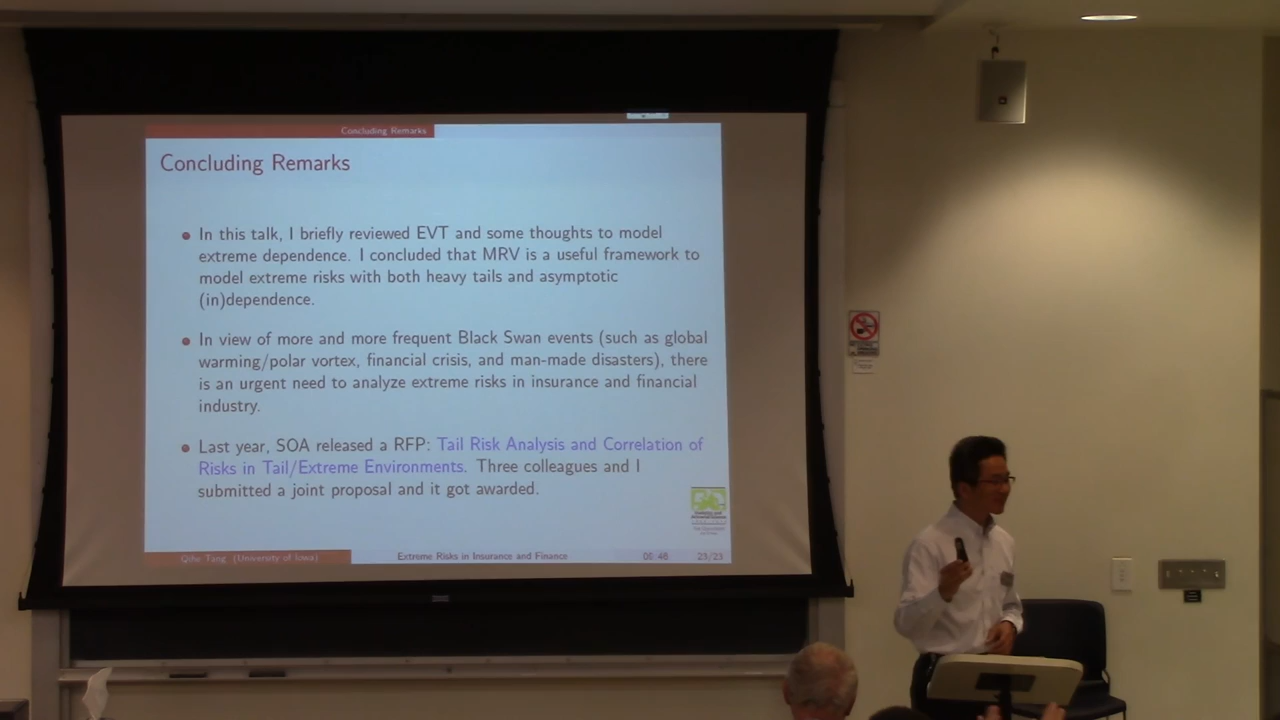 Concluding Remarks
Concluding Remarks
In this talk, I briefly reviewed EVT and some thoughts to model
extreme dependence. I concluded that MRV is a useful framework to
model extreme risks with both heavy tails and asymptotic
(in)dependence.
In view of more and more frequent Black Swan events (such as global
warming/polar vortex, financial crisis, and man-made disasters), there
is an urgent need to analyze extreme risks in insurance and financial
industry.
Last year, SOA released a RFP: Tail Risk Analysis and Correlation of
Risks in Tail/Extreme Environments. Three colleagues and I
submitted a joint proposal and it got awarded.
Qihe Tang (University of Iowa)
Extreme Risks in Insurance and Finance
23/23